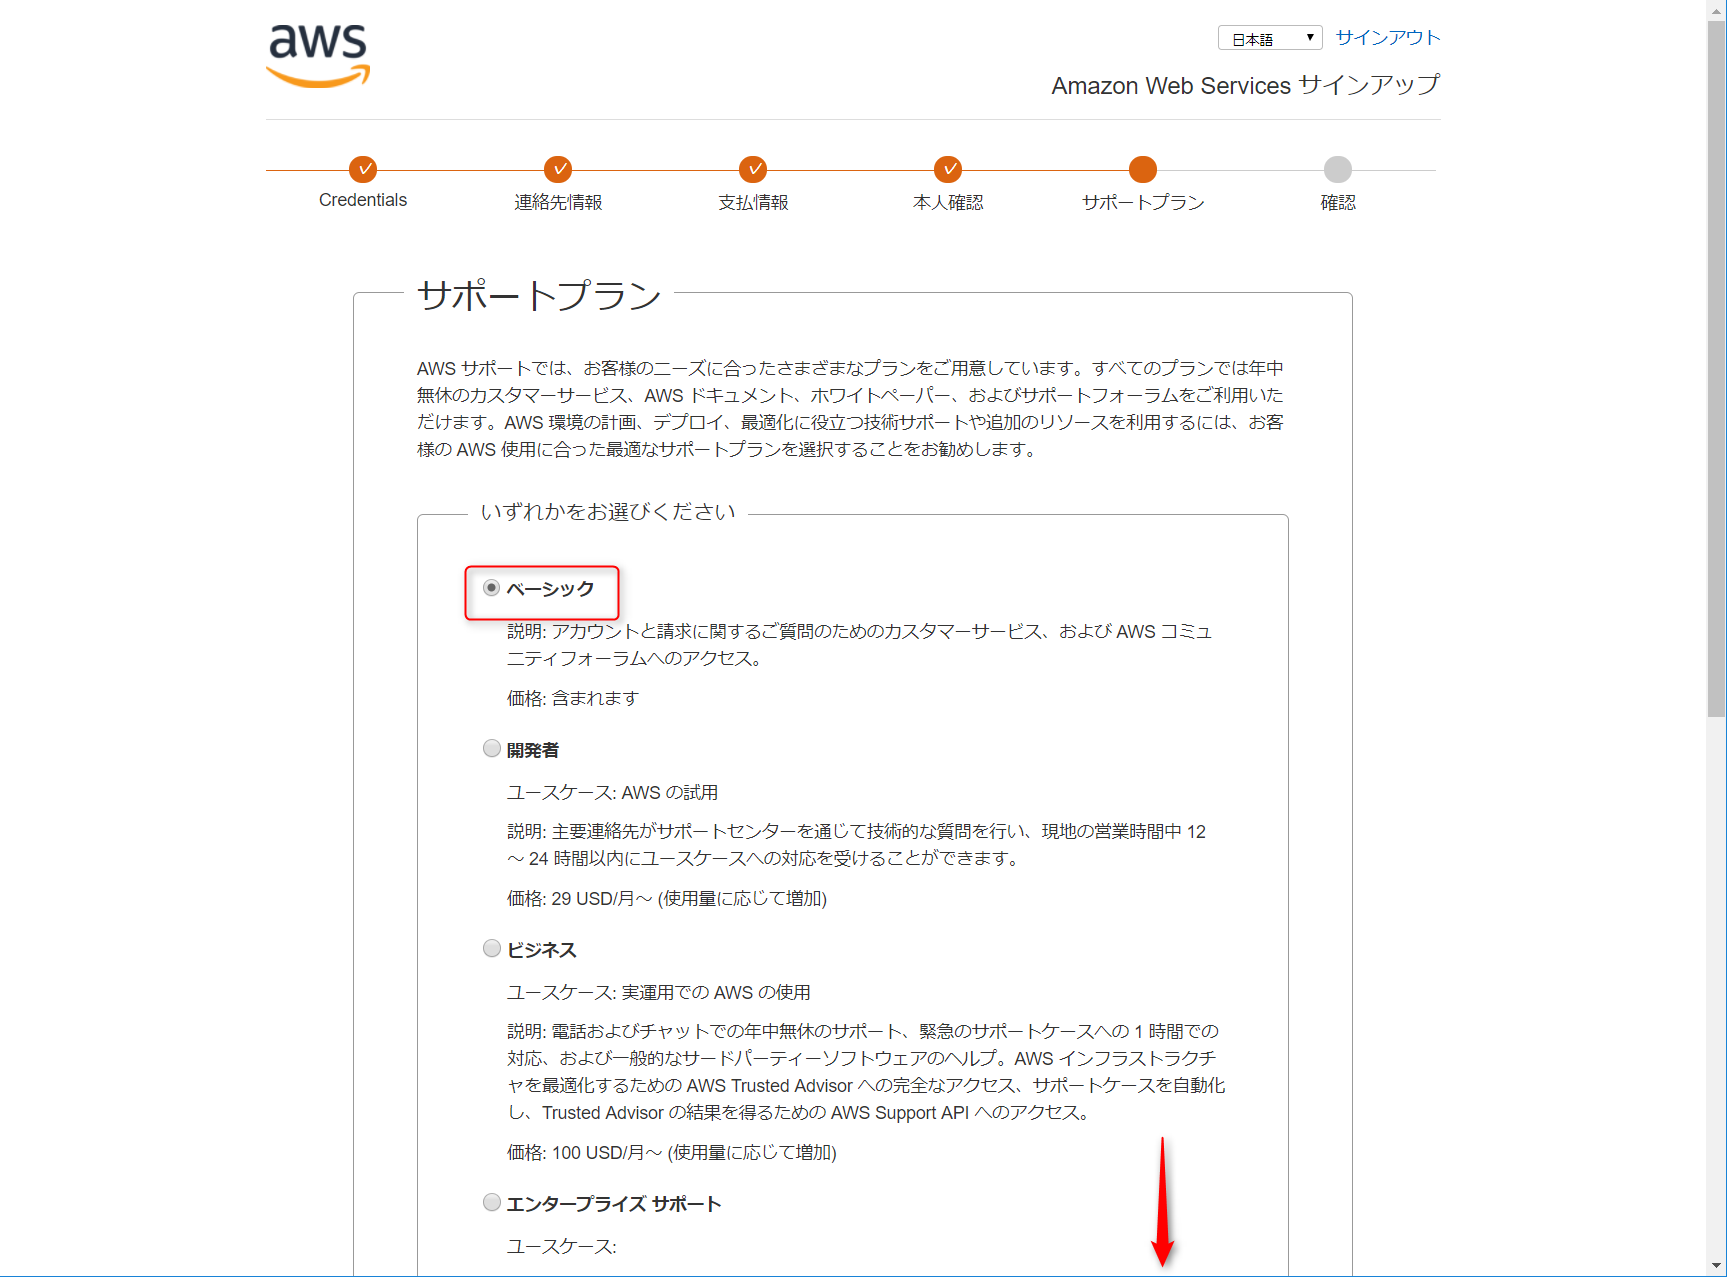 aws
日本語
サインアウト
Amazon Web Services サインアップ
Credentials
連絡先情報
支払情報
本人確認
サポートプラン
確認
サポートプラン
AWS サポートでは、お客様のニーズに合ったさまざまなプランをご用意しています。すべてのプランでは年中
無休のカスタマーサービス、AWS ドキュメント、ホワイトペーパー、およびサポートフォーラムをご利用いた
だけます。AWS 環境の計画、デプロイ、最適化に役立つ技術サポートや追加のリソースを利用するには、お客
様の AWS 使用に合った最適なサポートプランを選択することをお勧めします。
いずれかをお選びください
ベーシック
説明: アカウントと請求に関するご質問のためのカスタマーサービス、および AWS コミュ
ニティフォーラムへのアクセス。
価格: 含まれます
開発者
ユースケース: AWS の試用
説明: 主要連絡先がサポートセンターを通じて技術的な質問を行い、現地の営業時間中 12
～ 24 時間以内にユースケースへの対応を受けることができます。
価格: 29 USD/月～ (使用量に応じて増加)
ビジネス
ユースケース: 実運用での AWS の使用
説明: 電話およびチャットでの年中無休のサポート、緊急のサポートケースへの 1 時間での
対応、および一般的なサードパーティーソフトウェアのヘルプ。AWS インフラストラクチ
ャを最適化するための AWS Trusted Advisor への完全なアクセス、サポートケースを自動化
し、Trusted Advisor の結果を得るための AWS Support API へのアクセス。
価格: 100 USD/月～ (使用量に応じて増加)
エンタープライズ サポート
ユースケース: